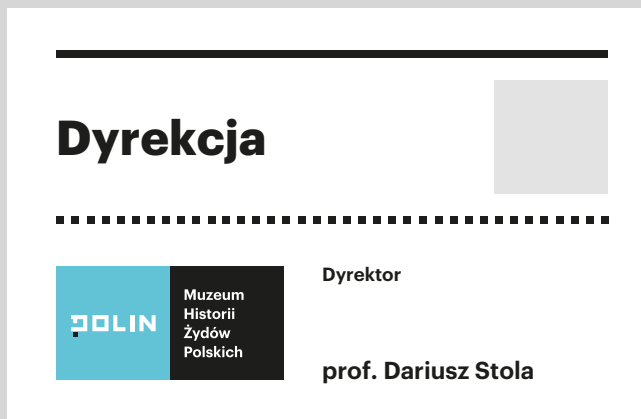 Dyrekcja
POLIN
Muzeum
Historii
Żydów
Polskich
Dyrektor
prof. Dariusz Stola